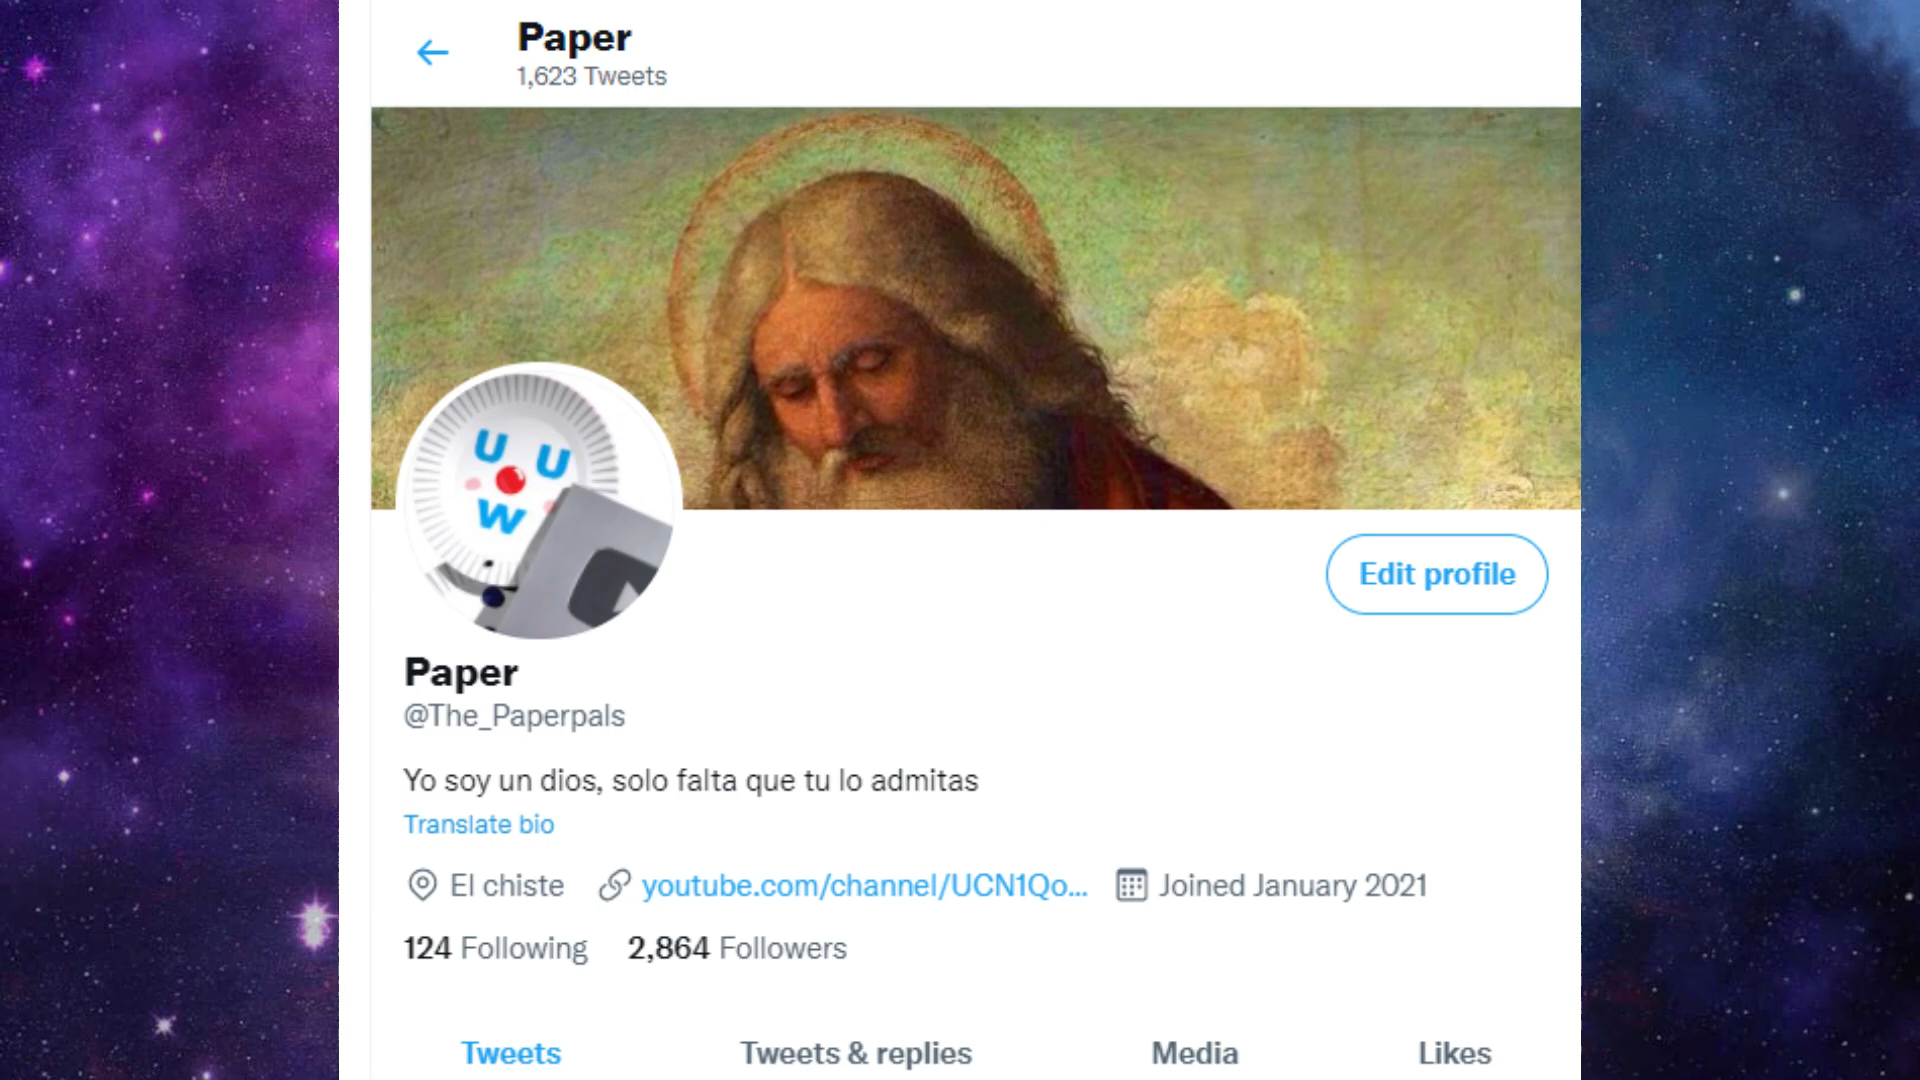 Paper
1,623 Tweets
U U
W
Edit profile
Paper
@The_Paperpals
Yo soy un dios, solo falta que tu lo admitas
Translate bio
El chiste youtube.com/channel/UCN1Qo... Joined January 2021
124 Following 2,864 Followers
Tweets Tweets & replies Media Likes